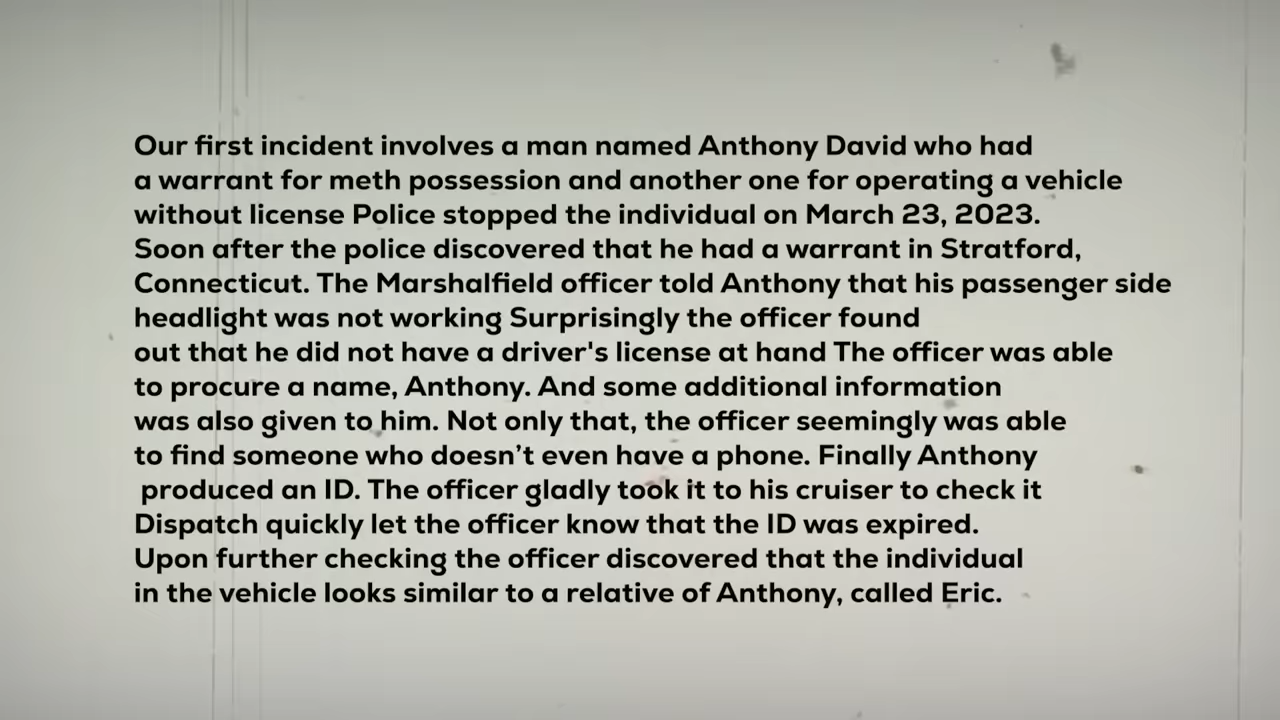 Our first incident involves a man named Anthony David who had
a warrant for meth possession and another one for operating a vehicle
without license Police stopped the individual on March 23, 2023.
Soon after the police discovered that he had a warrant in Stratford,
Connecticut. The Marshalfield officer told Anthony that his passenger side
headlight was not working Surprisingly the officer found
out that he did not have a driver's license at hand The officer was able
to procure a name, Anthony. And some additional information
was also given to him. Not only that, the officer seemingly was able
to find someone who doesn’t even have a phone. Finally Anthony
produced an ID. The officer gladly took it to his cruiser to check it
Dispatch quickly let the officer know that the ID was expired.
Upon further checking the officer discovered that the individual
in the vehicle looks similar to a relative of Anthony, called Eric.